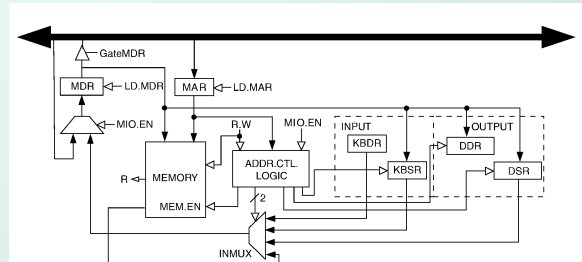 GateMDR
MDR
LD.MDR
MAR
LD.MAR
MIO.EN
R.W
MIO.EN
INPUT
OUTPUT
KBDR
DDR
MEMORY
ADDR.CTL.
LOGIC
KBSR
DSR
R
MEM.EN
2
INMUX